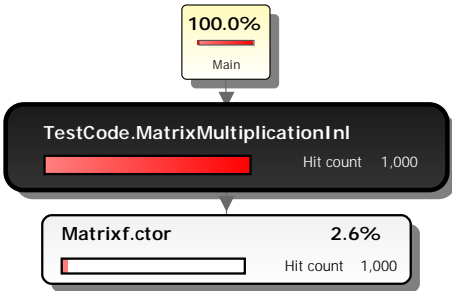 100.0%
Main
TestCode.MatrixMultiplicationInl
Hit count 1,000
Matrixf.ctor 2.6%
Hit count 1,000